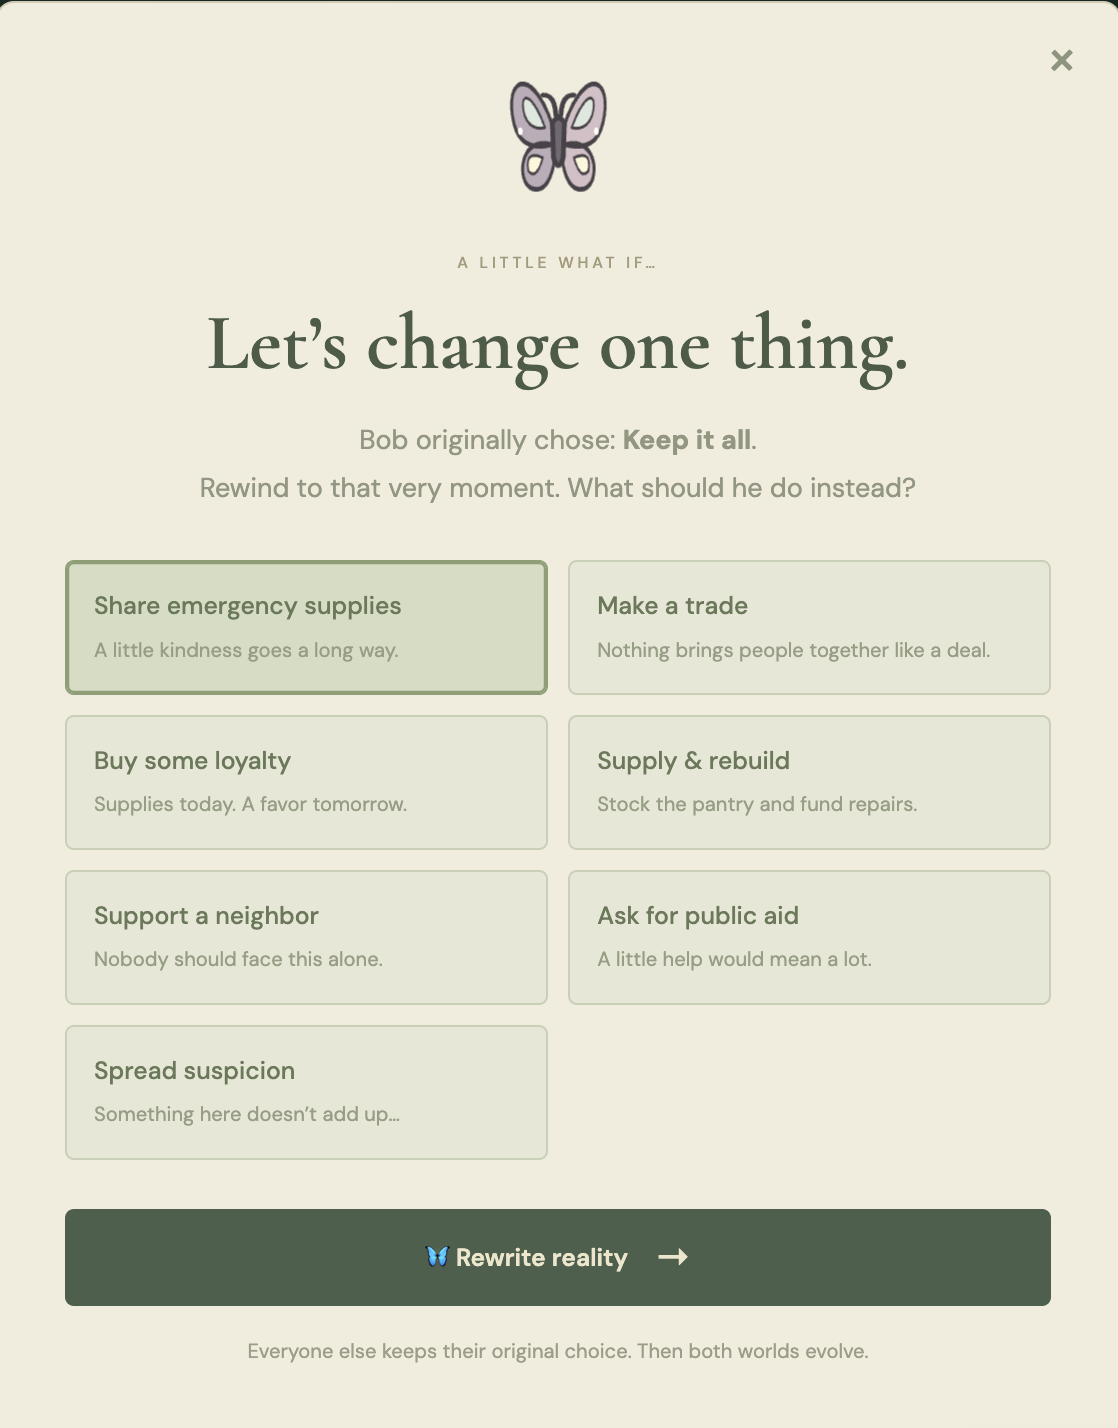 A LITTLE WHAT IF…
Let’s change one thing.
Bob originally chose: Keep it all.
Rewind to that very moment. What should he do instead?
Share emergency supplies
A little kindness goes a long way.
Make a trade
Nothing brings people together like a deal.
Buy some loyalty
Supplies today. A favor tomorrow.
Supply & rebuild
Stock the pantry and fund repairs.
Support a neighbor
Nobody should face this alone.
Ask for public aid
A little help would mean a lot.
Spread suspicion
Something here doesn’t add up…
🦋 Rewrite reality →
Everyone else keeps their original choice. Then both worlds evolve.